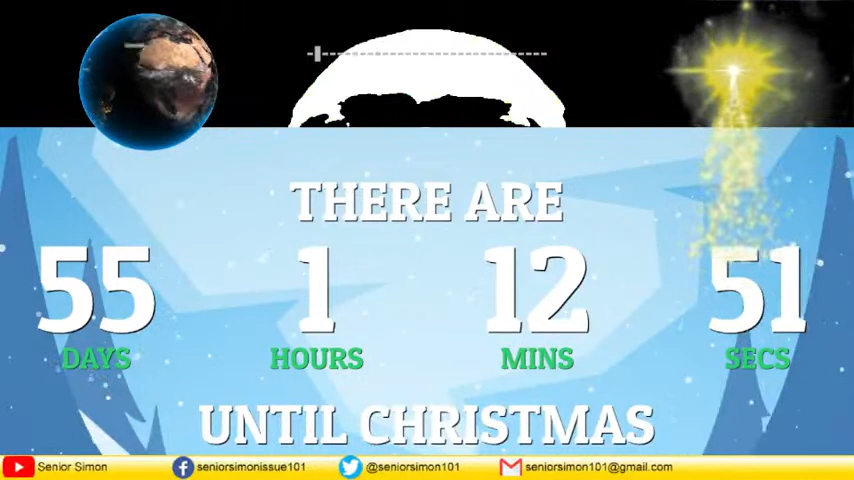 THERE ARE
55 1 12 51
DAYS HOURS MINS SECS
UNTIL CHRISTMAS
Senior Simon seniorsimonissue101 @seniorsimon101 seniorsimon101@gmail.com